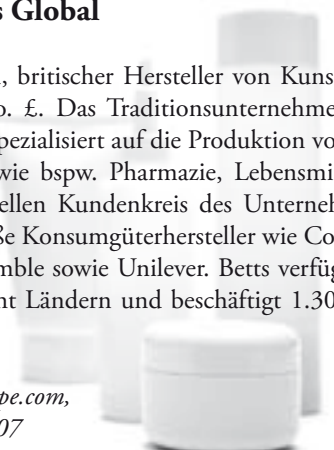 s Global
, britischer Hersteller von Kuns
o. £. Das Traditionsunternehme
pezialisiert auf die Produktion vo
wie bspw. Pharmazie, Lebensmi
ellen Kundenkreis des Unterneh
ße Konsumgüterhersteller wie Co
mble sowie Unilever. Betts verfüg
nt Ländern und beschäftigt 1.30
pe.com,
07